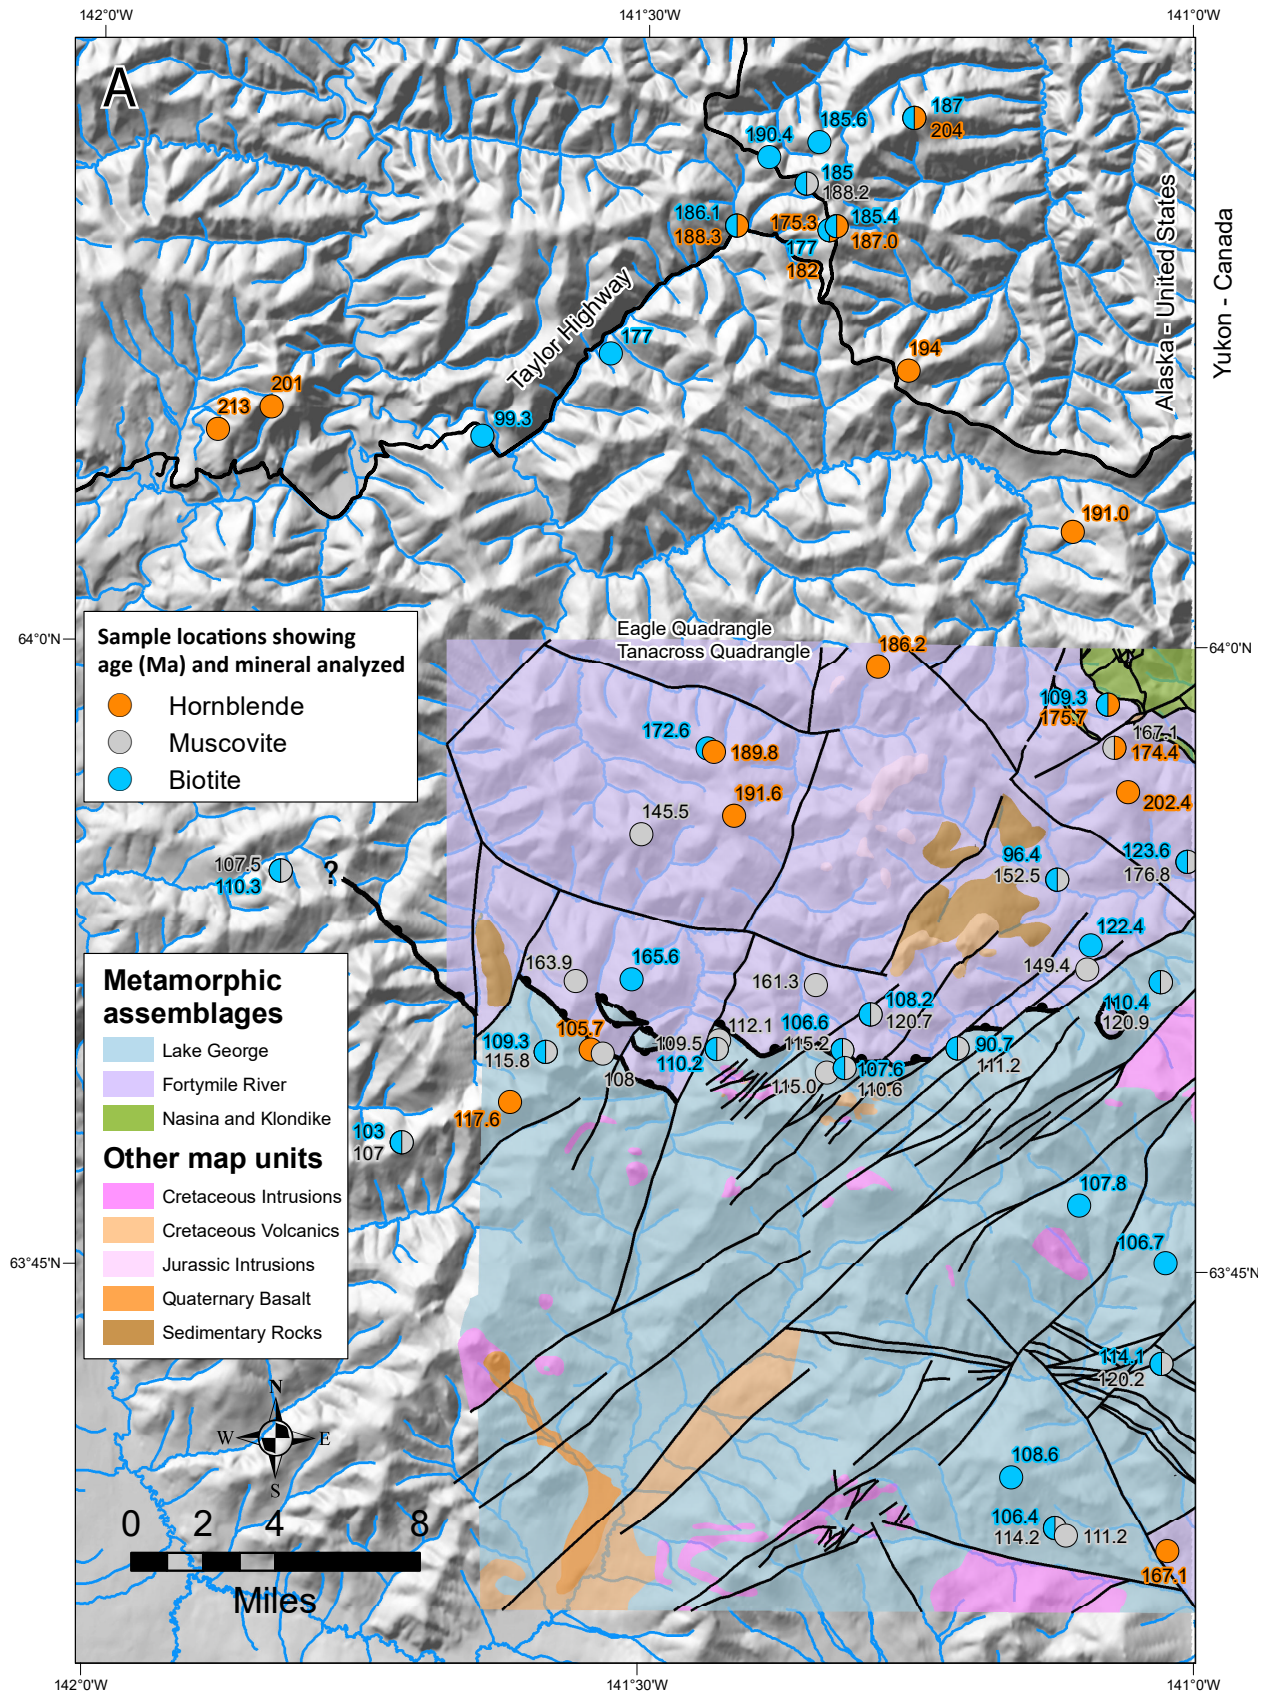 142°0'W
141°30'W
141°0'W
A
187
204
185.6
190.4
185
188.2
186.1
188.3
175.3
185.4
187.0
177
182
Alaska - United States
Yukon - Canada
Taylor Highway
177
194
201
213
99.3
191.0
64°0'N
64°0'N
Eagle Quadrangle
Tanacross Quadrangle
Sample locations showing
age (Ma) and mineral analyzed
Hornblende
Muscovite
Biotite
186.2
109.3
175.7
167.1
174.4
172.6
189.8
191.6
202.4
145.5
107.5
110.3
?
96.4
152.5
123.6
176.8
122.4
149.4
163.9
165.6
161.3
108.2
120.7
110.4
120.9
112.1
106.6
115.2
105.7
109.3
115.8
109.5
110.2
90.7
111.2
108
115.0
107.6
110.6
117.6
103
107
Metamorphic
assemblages
Lake George
Fortymile River
Nasina and Klondike
Other map units
Cretaceous Intrusions
Cretaceous Volcanics
Jurassic Intrusions
Quaternary Basalt
Sedimentary Rocks
107.8
106.7
63°45'N
63°45'N
114.1
120.2
N
W
E
S
108.6
106.4
114.2
111.2
167.1
0 2 4 8
Miles
142°0'W
141°30'W
141°0'W